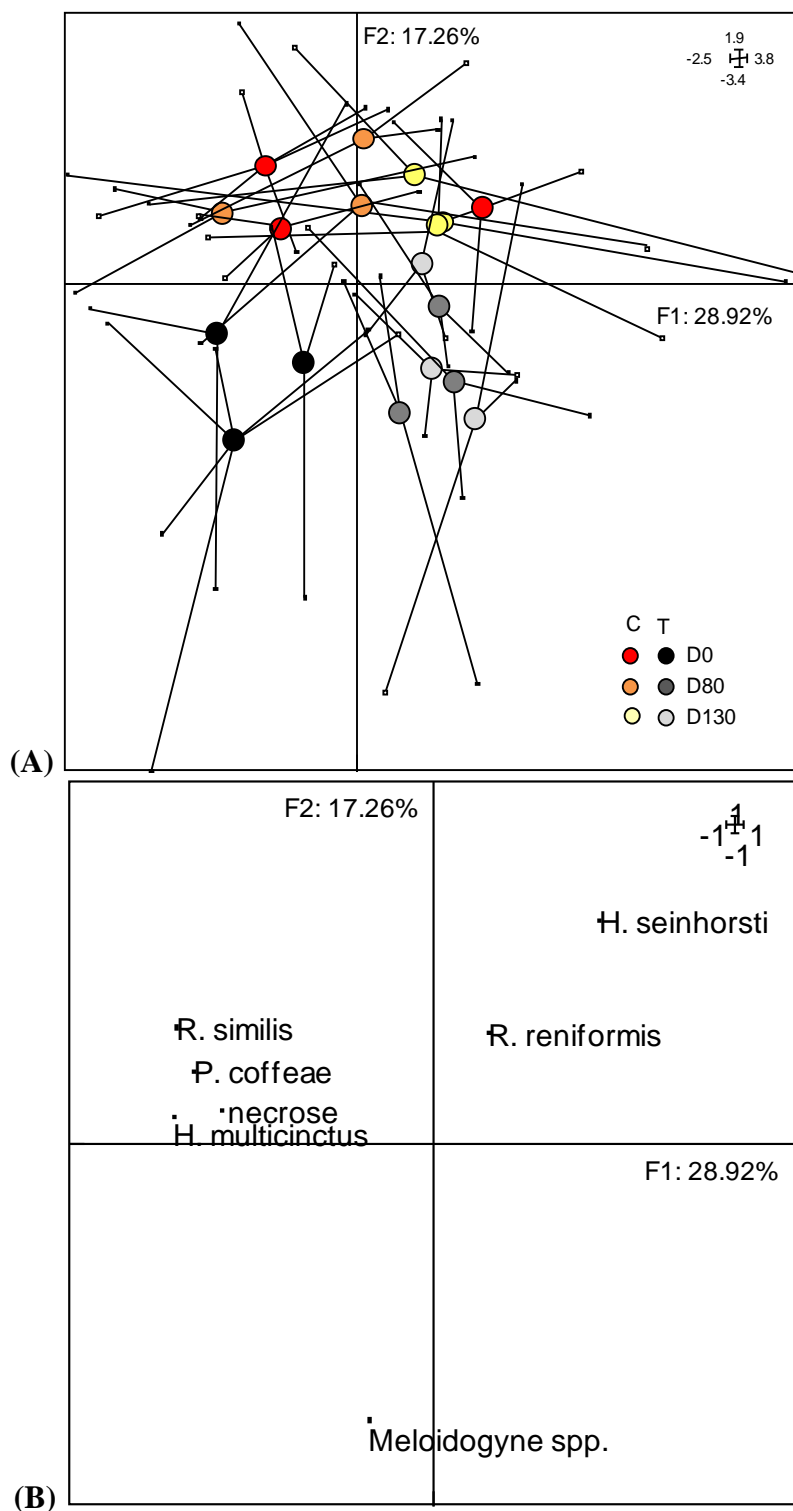 F2: 17.26%
1.9
-2.5 3.8
-3.4
F1: 28.92%
C T
D0
D80
D130
(A)
F2: 17.26%
1
-1 1
-1
H. seinhorsti
R. similis
R. reniformis
P. coffeae
necrose
H. multicinctus
F1: 28.92%
Meloidogyne spp.
(B)